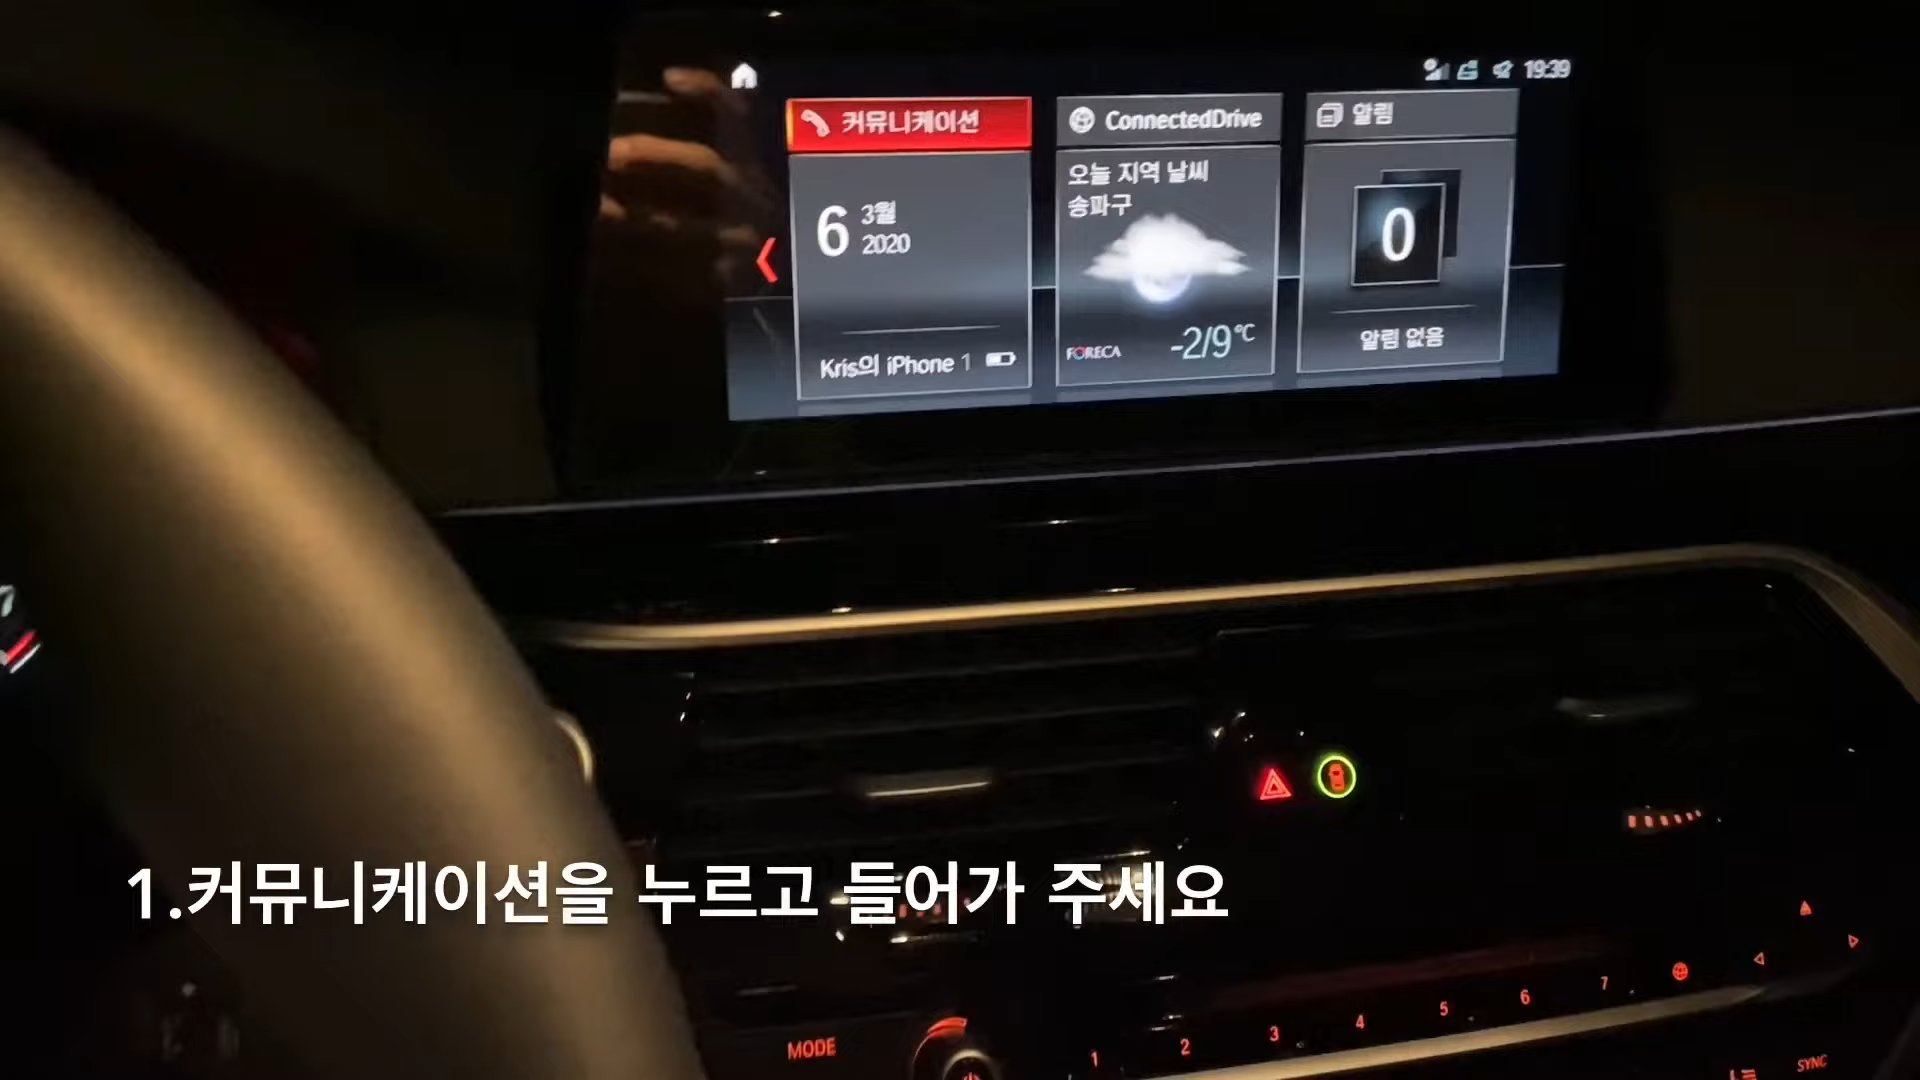 19:39
커뮤니케이션
6
3월
2020
Kris의 iPhone 1
ConnectedDrive
오늘 지역 날씨
송파구
FORECA
-2/9°C
알림
0
알림 없음
7
1.커뮤니케이션을 누르고 들어가 주세요
MODE
1
2
3
4
5
6
7
SYNC